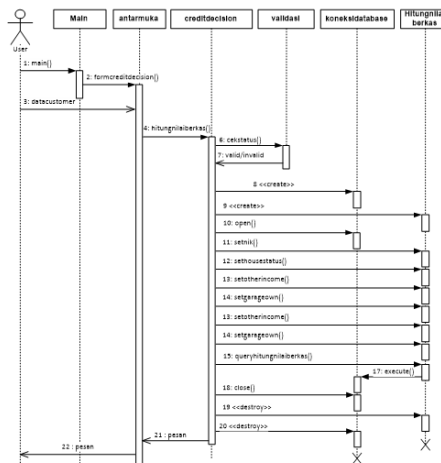 Main
antarmuka
creditdecision
validasi
koneksidatabase
Hitungnilai
berkas
User
1: main()
2: formcreditdecision()
3: datacustomer
4: hitungnilaiberkas()
6: cekstatus()
7: valid/invalid
8 <<create>>
9 <<create>>
10: open()
11: setnik()
12: sethousestatus()
13: setotherincome()
14: setgarageown()
13: setotherincome()
14: setgarageown()
15: queryhitungnilaiberkas()
17: execute()
18: close()
19 <<destroy>>
20 <<destroy>>
21 : pesan
22 : pesan